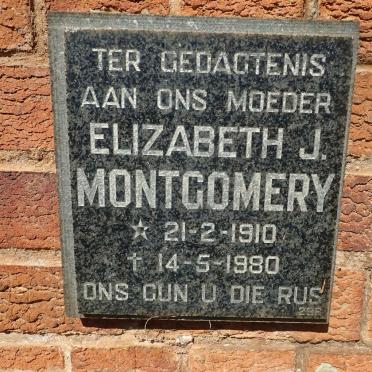 TER GEDAGTENIS
AAN ONS MOEDER
ELIZABETH J.
MONTGOMERY
☆ 21-2-1910
† 14-5-1980
ONS GUN U DIE RUS